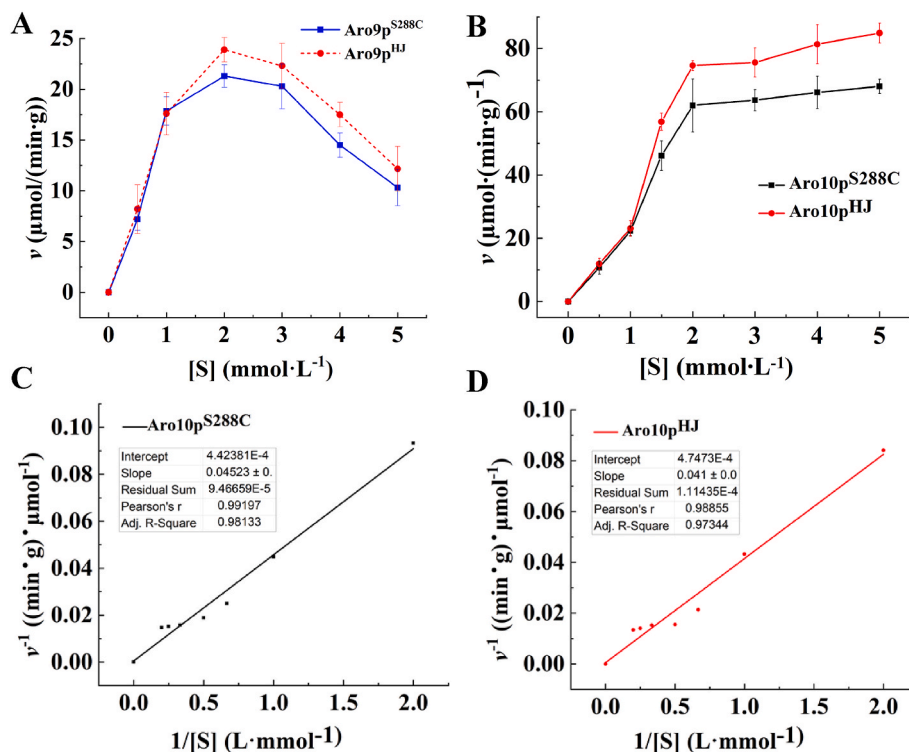 A
Aro9p^S288C
Aro9p^HJ
25
20
15
10
5
0
v (μmol/(min·g))
0 1 2 3 4 5
[S] (mmol·L^-1)
B
80
60
40
20
0
v ((μmol·(min·g)^-1)
Aro10p^S288C
Aro10p^HJ
0 1 2 3 4 5
[S] (mmol·L^-1)
C
Aro10p^S288C
Intercept 4.42381E-4
Slope 0.04523 ± 0.
Residual Sum 9.46659E-5
Pearson's r 0.99197
Adj. R-Square 0.98133
0.10
0.08
0.06
0.04
0.02
0.00
v^-1 ((min•g)•μmol^-1)
0.0 0.5 1.0 1.5 2.0
1/[S] (L·mmol^-1)
D
Aro10p^HJ
Intercept 4.7473E-4
Slope 0.041 ± 0.0
Residual Sum 1.11435E-4
Pearson's r 0.98855
Adj. R-Square 0.97344
0.10
0.08
0.06
0.04
0.02
0.00
v^-1 ((min•g)•μmol^-1)
0.0 0.5 1.0 1.5 2.0
1/[S] (L·mmol^-1)